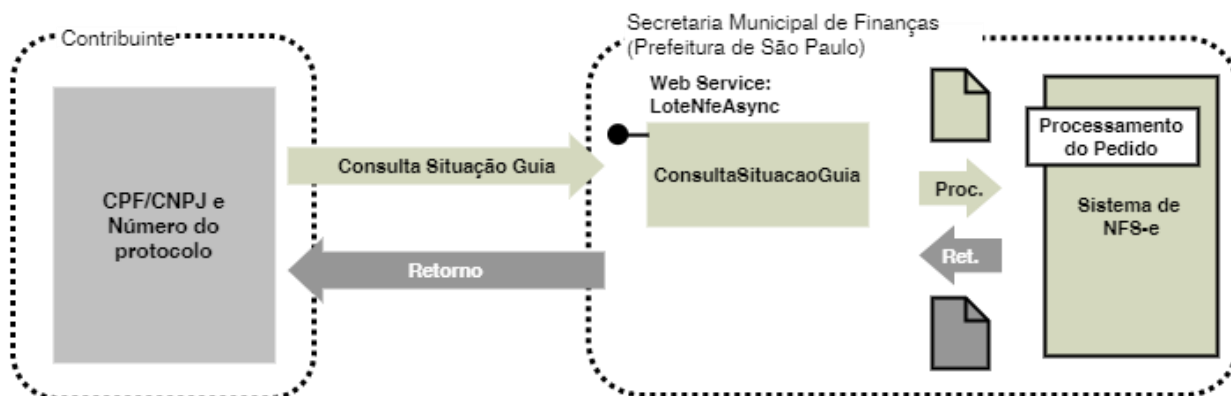 Contribuinte
CPF/CNPJ e
Número do
protocolo
Consulta Situação Guia
Retorno
Secretaria Municipal de Finanças
(Prefeitura de São Paulo)
Web Service:
LoteNfeAsync
ConsultaSituacaoGuia
Proc.
Ret.
Processamento
do Pedido
Sistema de
NFS-e